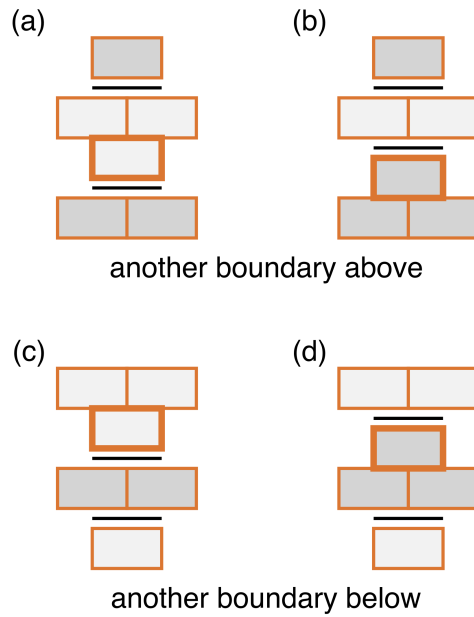 (a) (b)
another boundary above
(c) (d)
another boundary below